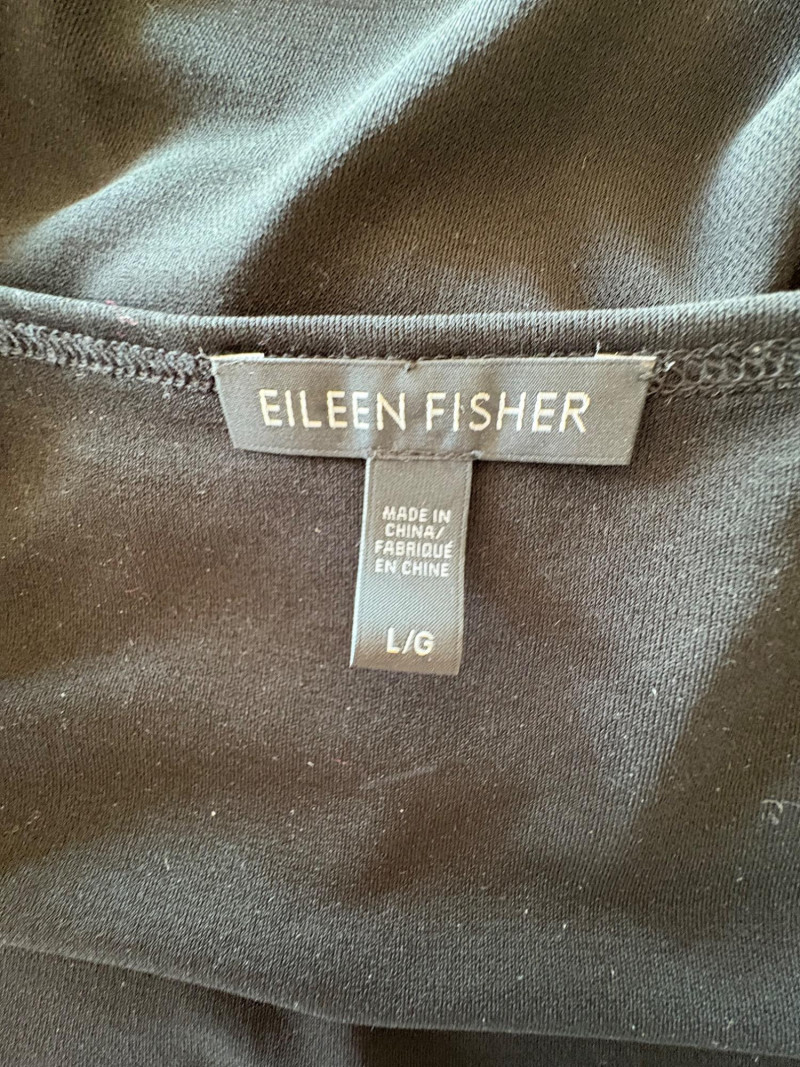 EILEEN FISHER
MADE IN
CHINA/
FABRIQUÉ
EN CHINE
L/G